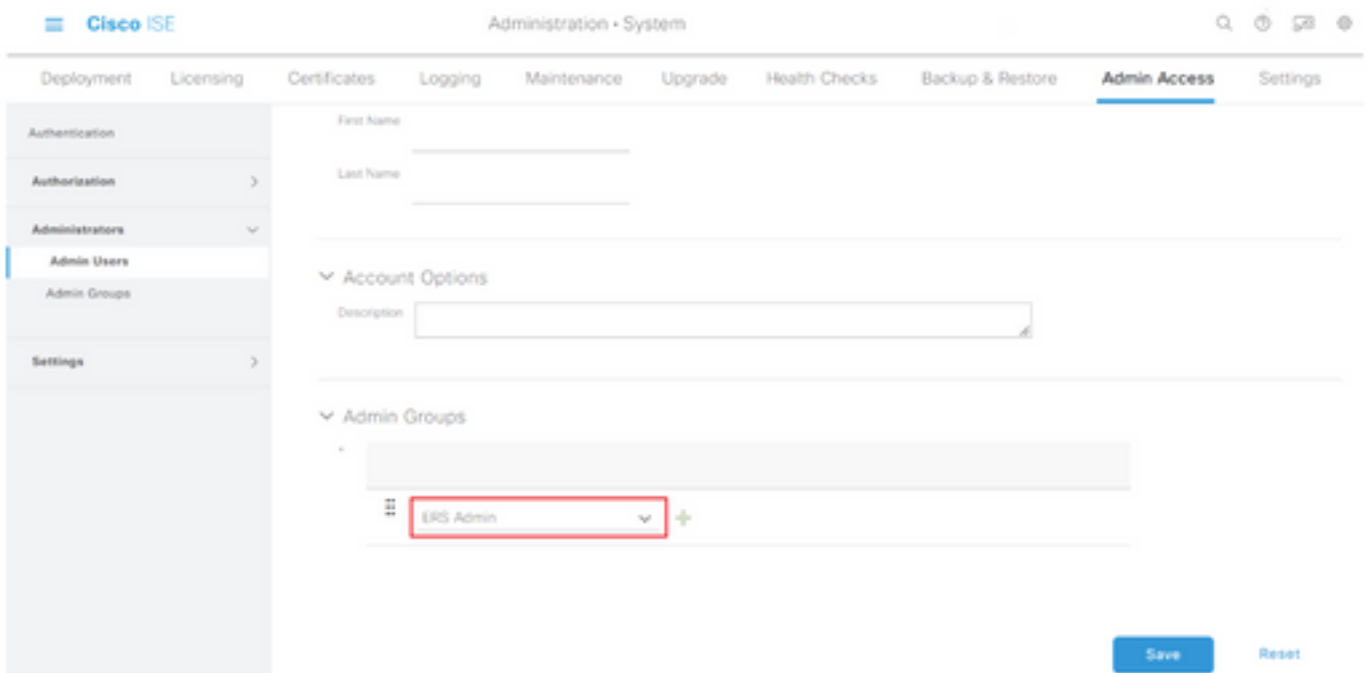 Cisco ISE Administration • System
Deployment Licensing Certificates Logging Maintenance Upgrade Health Checks Backup & Restore Admin Access Settings
Authentication
Authorization
Administrators
Admin Users
Admin Groups
Settings
First Name
Last Name
Account Options
Description
Admin Groups
*
ERS Admin
Save Reset